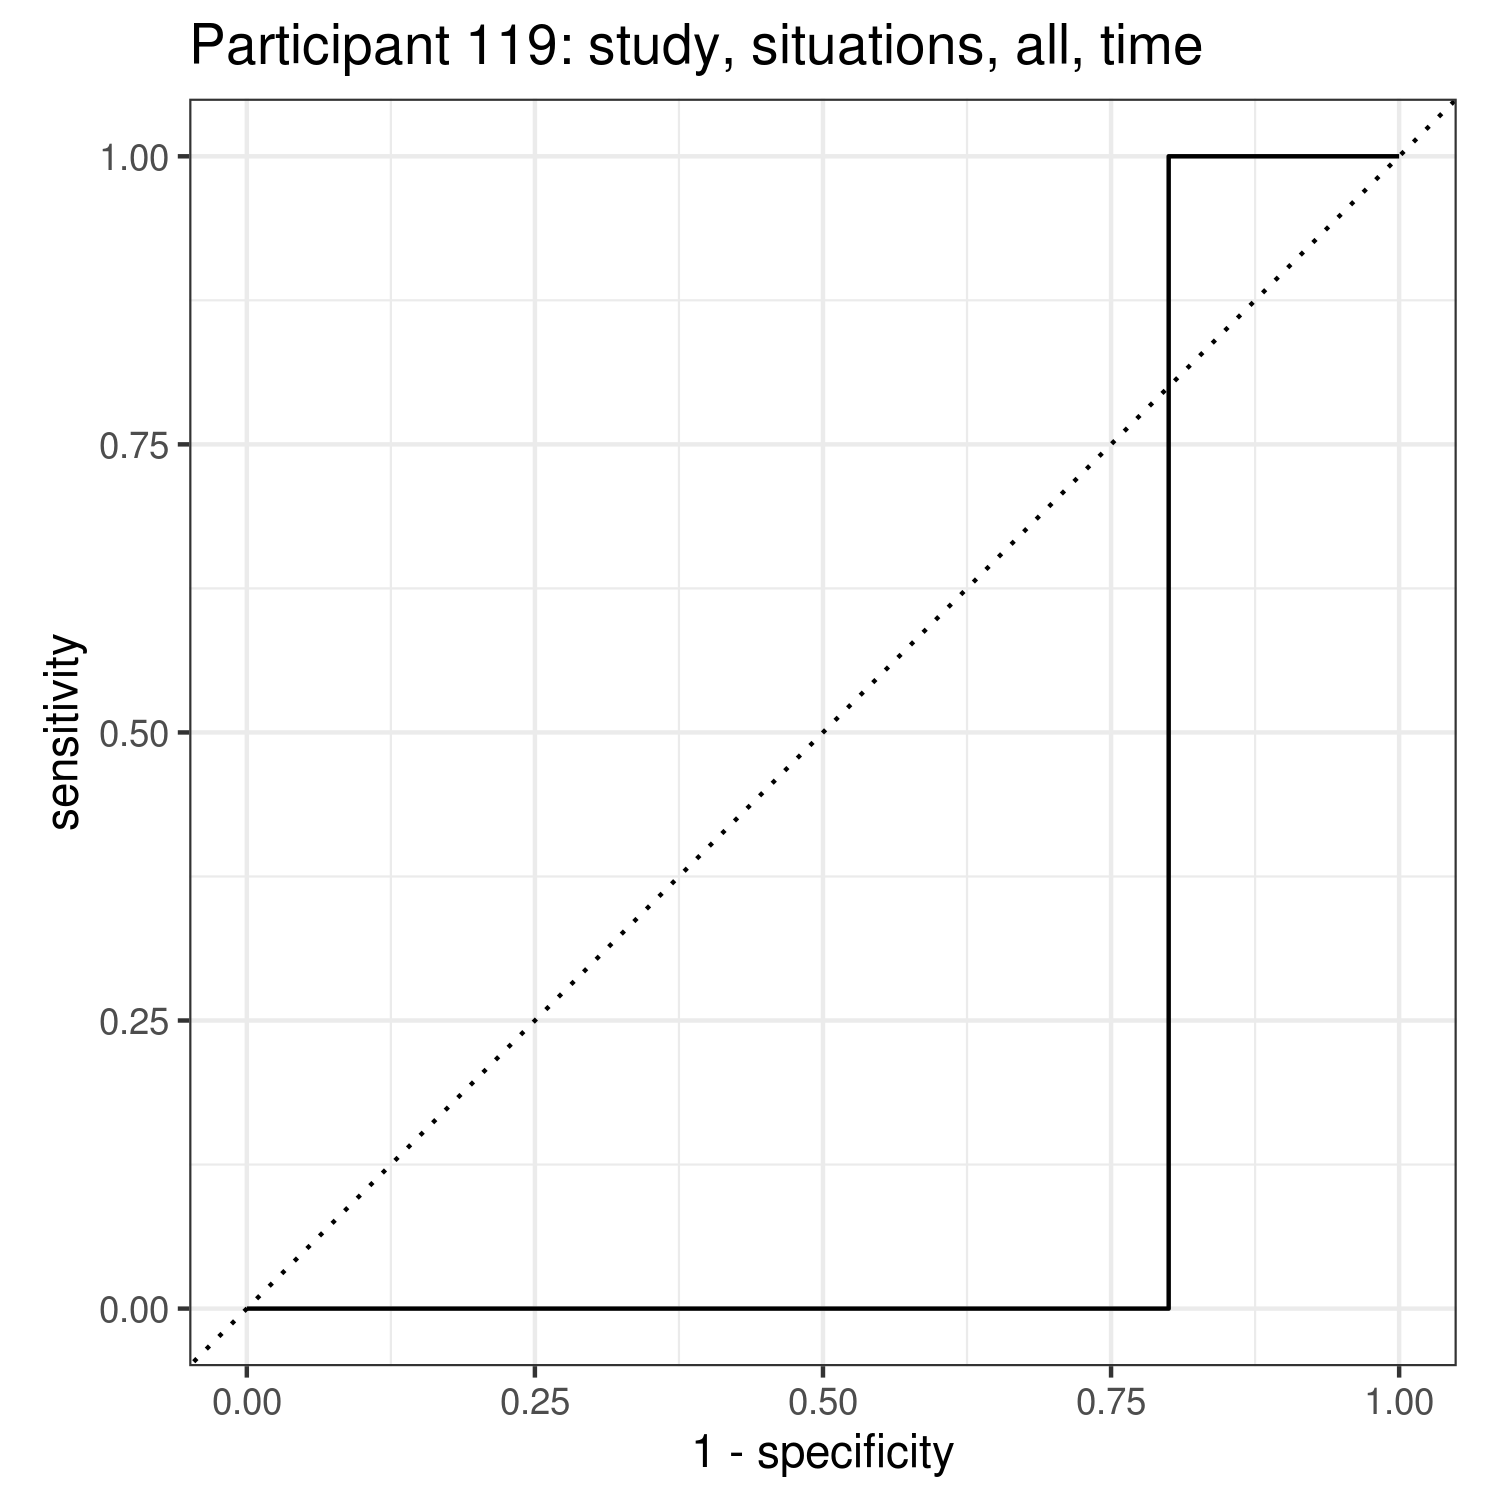 Participant 119: study, situations, all, time
1.00
0.75
0.50
0.25
0.00
sensitivity
0.00 0.25 0.50 0.75 1.00
1 - specificity